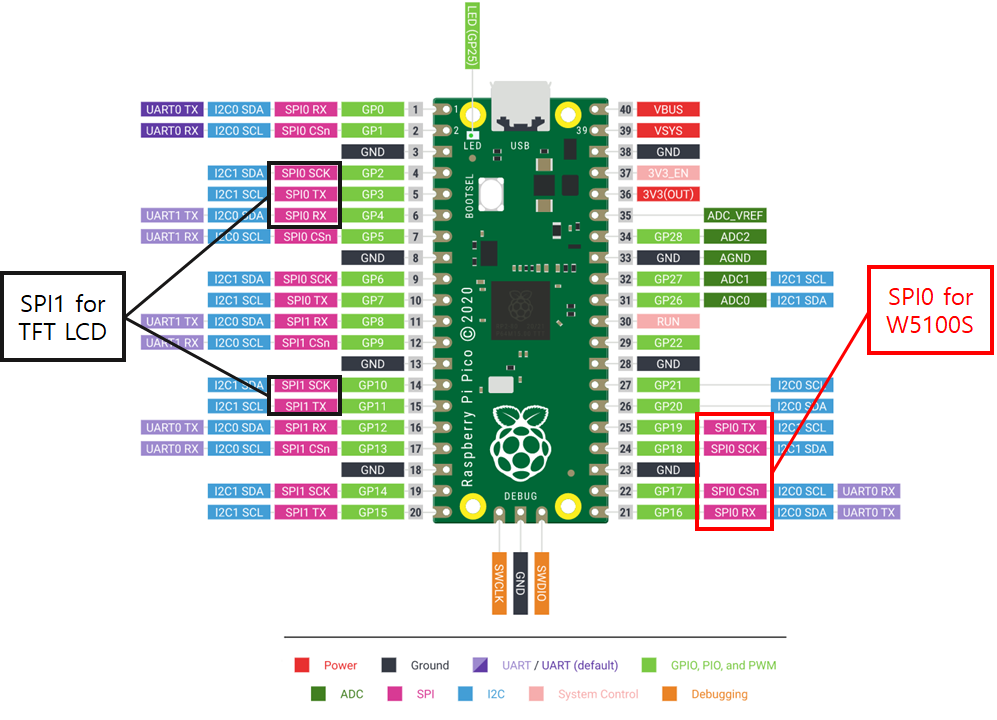 LED (GP25)
UART0 TX I2C0 SDA SPI0 RX GP0 1 1 40 VBUS
UART0 RX I2C0 SCL SPI0 CSn GP1 2 2 LED USB 39 39 VSYS
GND 3 38 GND
I2C1 SDA SPI0 SCK GP2 4 37 3V3_EN
I2C1 SCL SPI0 TX GP3 5 BOOTSEL 36 3V3(OUT)
UART1 TX I2C0 SDA SPI0 RX GP4 6 35 ADC_VREF
UART1 RX I2C0 SCL SPI0 CSn GP5 7 34 GP28 ADC2
GND 8 33 GND AGND
I2C1 SDA SPI0 SCK GP6 9 32 GP27 ADC1 I2C1 SCL
I2C1 SCL SPI0 TX GP7 10 31 GP26 ADC0 I2C1 SDA
UART1 TX I2C0 SDA SPI1 RX GP8 11 30 RUN
UART1 RX I2C0 SCL SPI1 CSn GP9 12 29 GP22
GND 13 28 GND
I2C1 SDA SPI1 SCK GP10 14 27 GP21 I2C0 SCL
I2C1 SCL SPI1 TX GP11 15 26 GP20 I2C0 SDA
UART0 TX I2C0 SDA SPI1 RX GP12 16 25 GP19 SPI0 TX I2C1 SCL
UART0 RX I2C0 SCL SPI1 CSn GP13 17 24 GP18 SPI0 SCK I2C1 SDA
GND 18 23 GND
I2C1 SDA SPI1 SCK GP14 19 22 GP17 SPI0 CSn I2C0 SCL UART0 RX
I2C1 SCL SPI1 TX GP15 20 21 GP16 SPI0 RX I2C0 SDA UART0 TX
Raspberry Pi Pico © 2020
DEBUG
SWCLK
GND
SWDIO
SPI1 for
TFT LCD
SPI0 for
W5100S
Power Ground UART / UART (default) GPIO, PIO, and PWM
ADC SPI I2C System Control Debugging